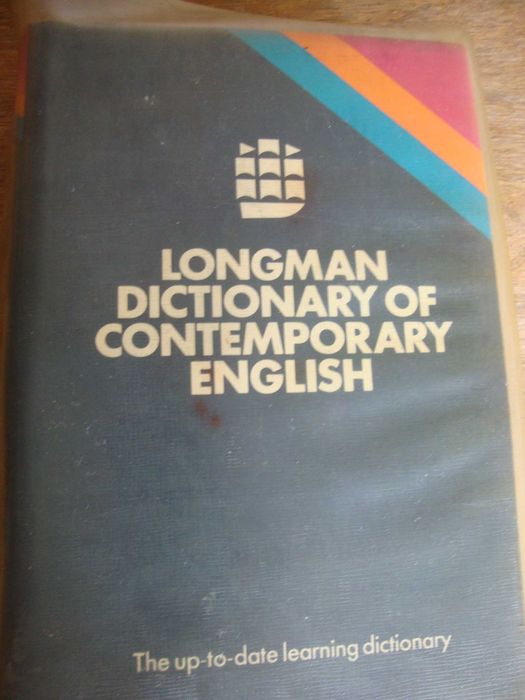 LONGMAN
DICTIONARY OF
CONTEMPORARY
ENGLISH
The up-to-date learning dictionary